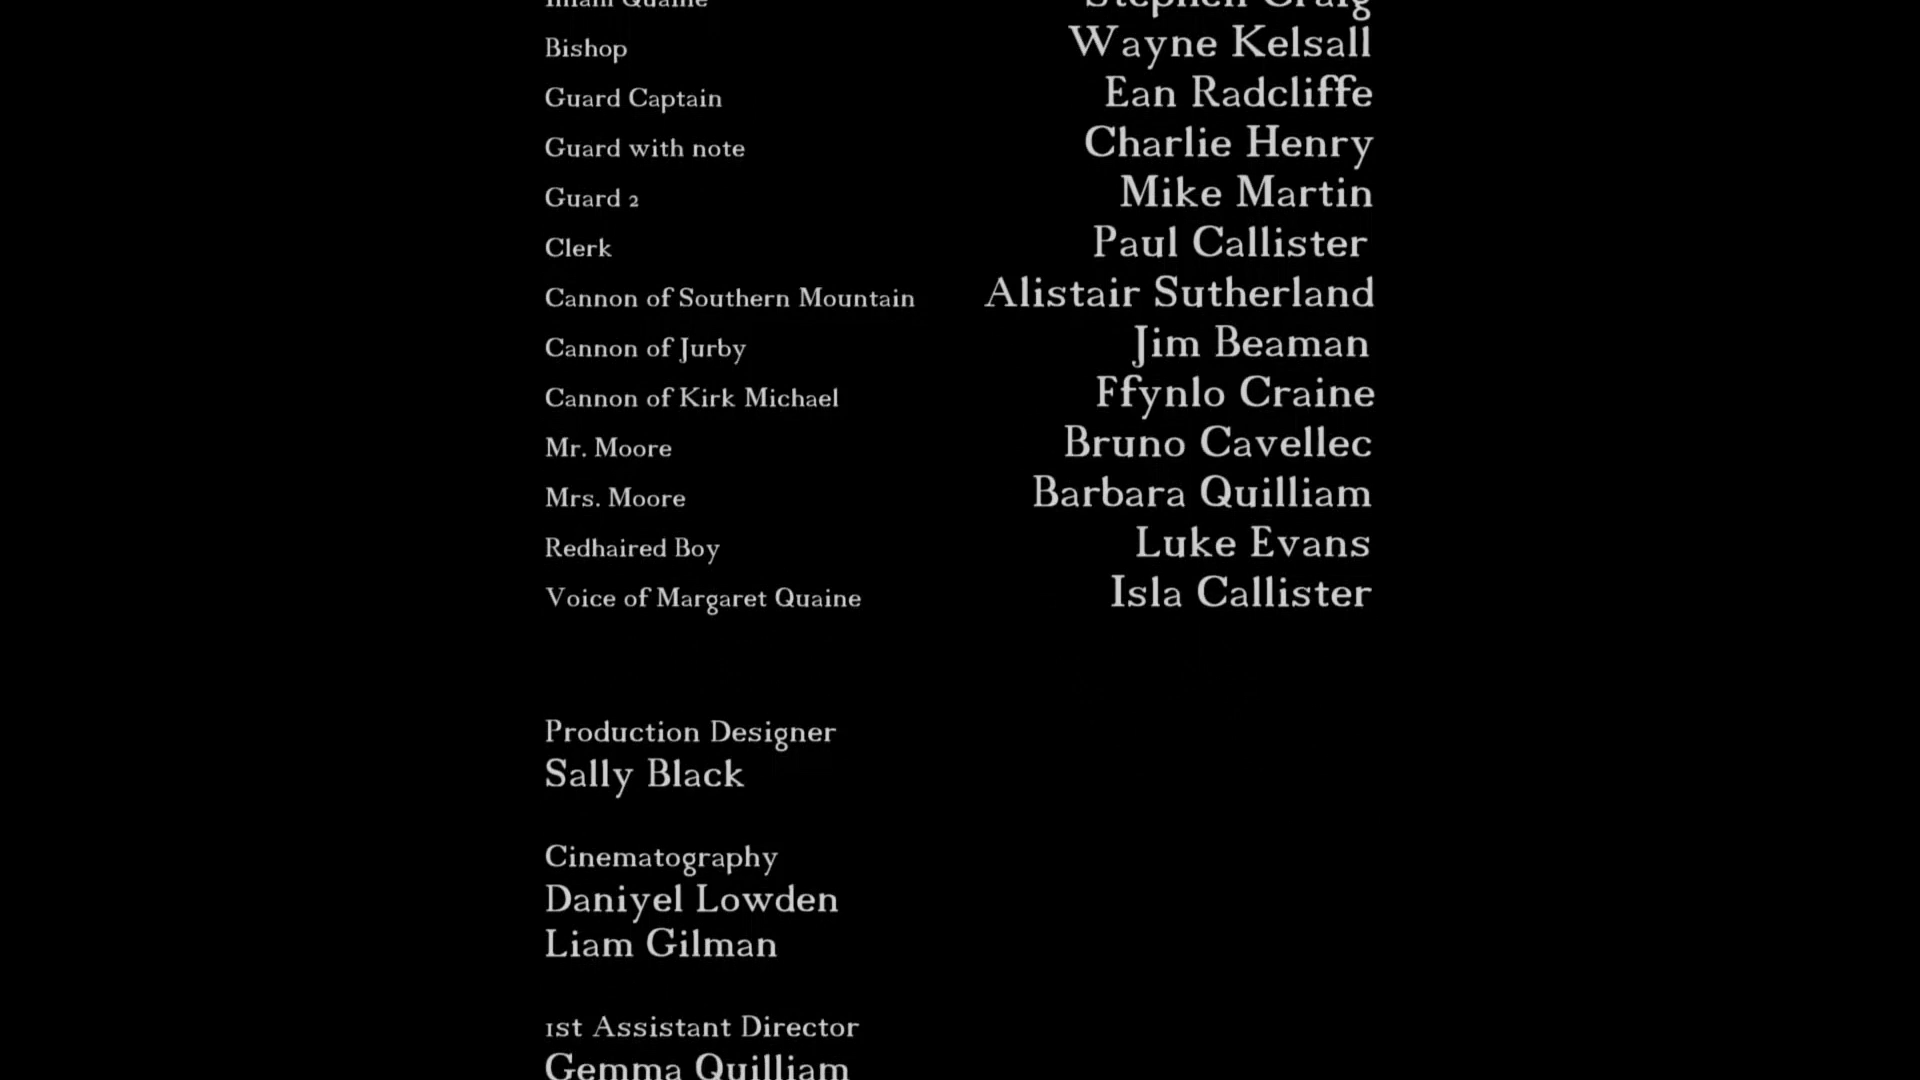 Quaine Stephen Craig
Bishop Wayne Kelsall
Guard Captain Ean Radcliffe
Guard with note Charlie Henry
Guard 2 Mike Martin
Clerk Paul Callister
Cannon of Southern Mountain Alistair Sutherland
Cannon of Jurby Jim Beaman
Cannon of Kirk Michael Ffynlo Craine
Mr. Moore Bruno Cavellec
Mrs. Moore Barbara Quilliam
Redhaired Boy Luke Evans
Voice of Margaret Quaine Isla Callister
Production Designer
Sally Black
Cinematography
Daniyel Lowden
Liam Gilman
1st Assistant Director
Gemma Quilliam